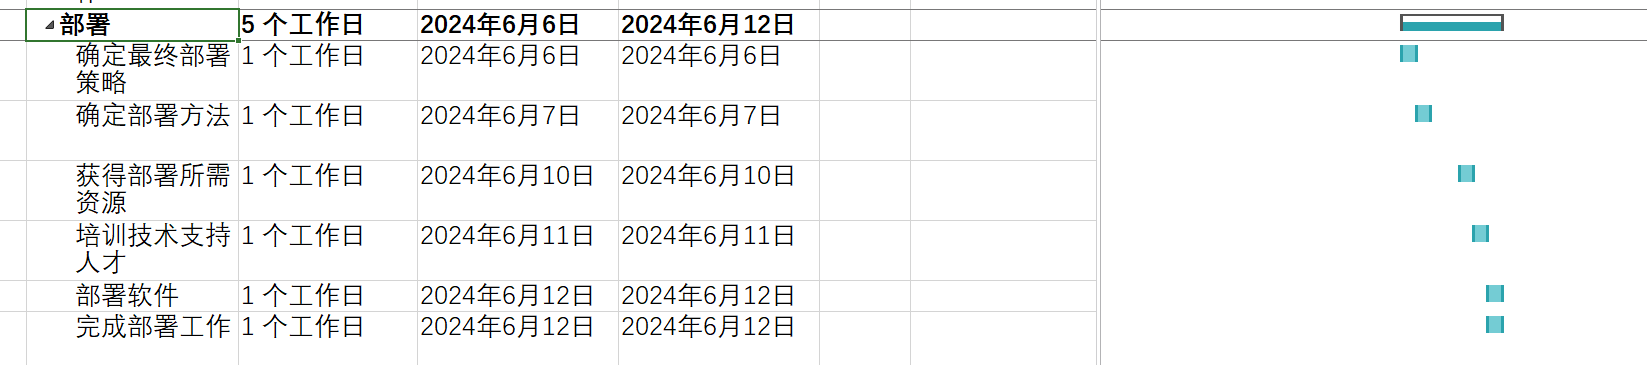 部署 5 个工作日 2024年6月6日 2024年6月12日
确定最终部署 1 个工作日 2024年6月6日 2024年6月6日
策略
确定部署方法 1 个工作日 2024年6月7日 2024年6月7日
获得部署所需 1 个工作日 2024年6月10日 2024年6月10日
资源
培训技术支持 1 个工作日 2024年6月11日 2024年6月11日
人才
部署软件 1 个工作日 2024年6月12日 2024年6月12日
完成部署工作 1 个工作日 2024年6月12日 2024年6月12日